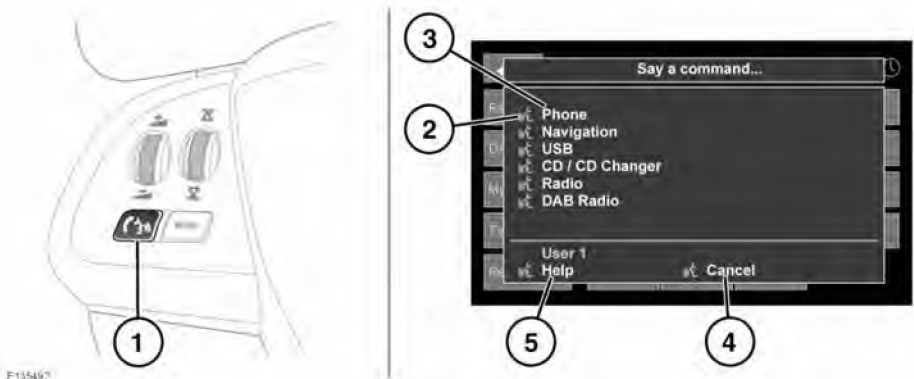 1
3
2
Say a command...
Phone
Navigation
USB
CD / CD Changer
Radio
DAB Radio
User 1
Help Cancel
5 4